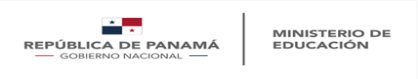 REPÚBLICA DE PANAMÁ
— GOBIERNO NACIONAL —
MINISTERIO DE
EDUCACIÓN